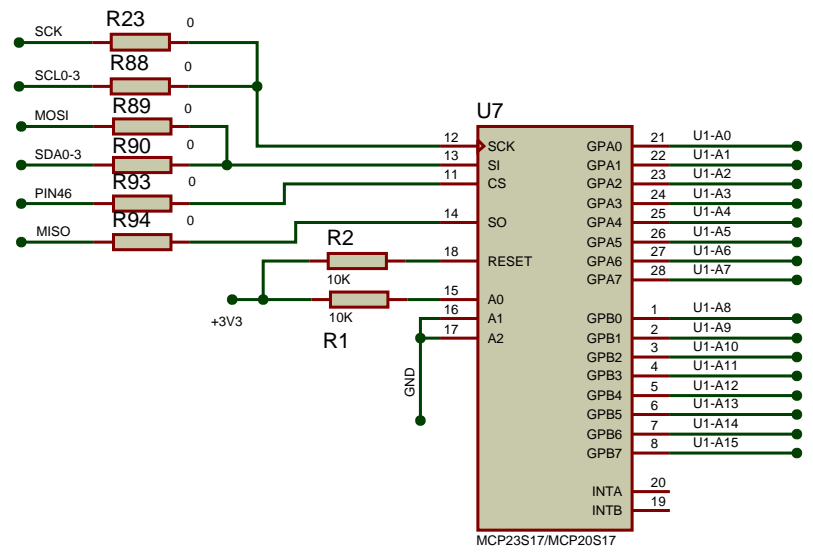 R23
0
SCK
R88
0
SCL0-3
R89
0
MOSI
R90
0
SDA0-3
R93
0
PIN46
R94
0
MISO
R2
10K
+3V3
10K
R1
GND
U7
12 SCK
13 SI
11 CS
14 SO
18 RESET
15 A0
16 A1
17 A2
GPA0 21 U1-A0
GPA1 22 U1-A1
GPA2 23 U1-A2
GPA3 24 U1-A3
GPA4 25 U1-A4
GPA5 26 U1-A5
GPA6 27 U1-A6
GPA7 28 U1-A7
GPB0 1 U1-A8
GPB1 2 U1-A9
GPB2 3 U1-A10
GPB3 4 U1-A11
GPB4 5 U1-A12
GPB5 6 U1-A13
GPB6 7 U1-A14
GPB7 8 U1-A15
INTA 20
INTB 19
MCP23S17/MCP20S17